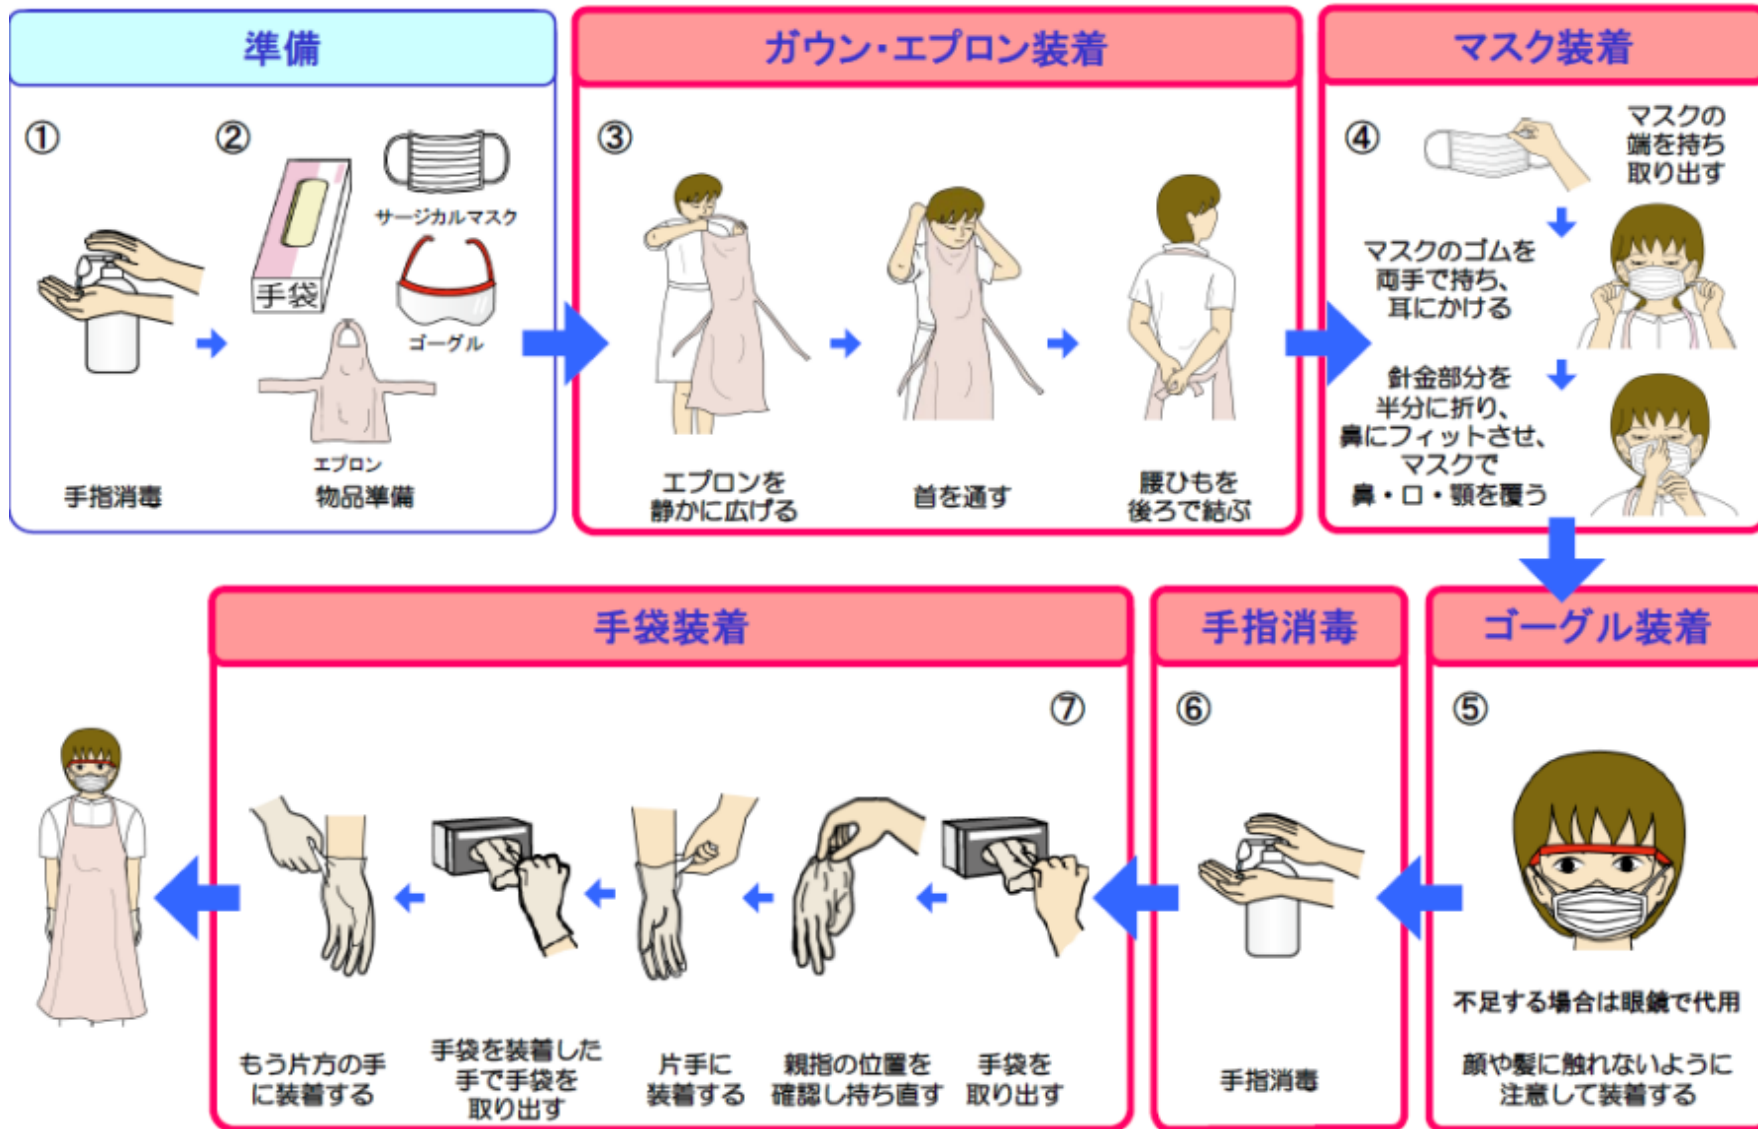 準備
①
②
サージカルマスク
手袋
ゴーグル
エプロン
手指消毒
物品準備
ガウン・エプロン装着
③
エプロンを
静かに広げる
首を通す
腰ひもを
後ろで結ぶ
マスク装着
④
マスクの
端を持ち
取り出す
マスクのゴムを
両手で持ち、
耳にかける
針金部分を
半分に折り、
鼻にフィットさせ、
マスクで
鼻・口・顎を覆う
ゴーグル装着
⑤
不足する場合は眼鏡で代用
顔や髪に触れないように
注意して装着する
手指消毒
⑥
手指消毒
手袋装着
⑦
手袋を
取り出す
親指の位置を
確認し持ち直す
片手に
装着する
手袋を装着した
手で手袋を
取り出す
もう片方の手
に装着する